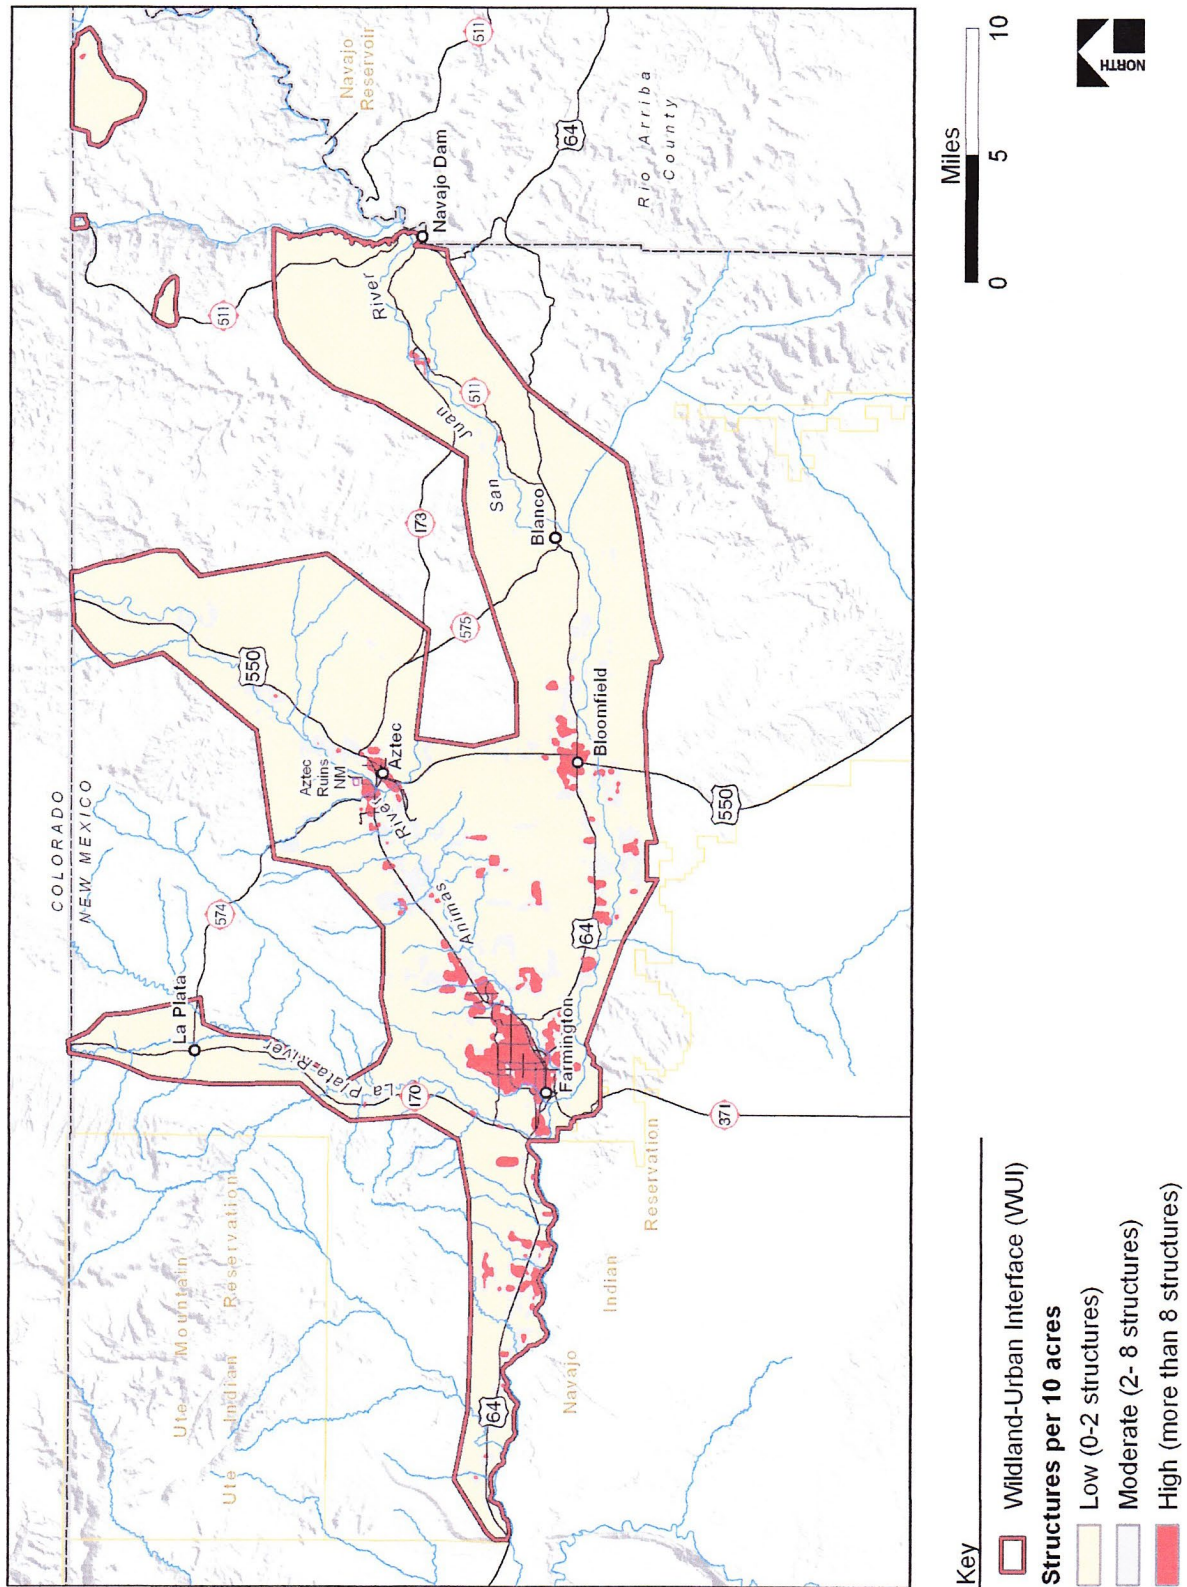 COLORADO
NEW MEXICO
Ute Mountain
Ute Indian Reservation
La Plata
574
La Plata River
170
550
511
Navajo
Reservoir
511
Aztec
Ruins
NM
Aztec
173
575
Animas
River
San
Juan
River
511
Navajo Dam
64
Rio Arriba
County
64
Farmington
64
Bloomfield
Blanco
Navajo
Indian
Reservation
371
550
Key
Wildland-Urban Interface (WUI)
Structures per 10 acres
Low (0-2 structures)
Moderate (2- 8 structures)
High (more than 8 structures)
Miles
0
5
10
NORTH